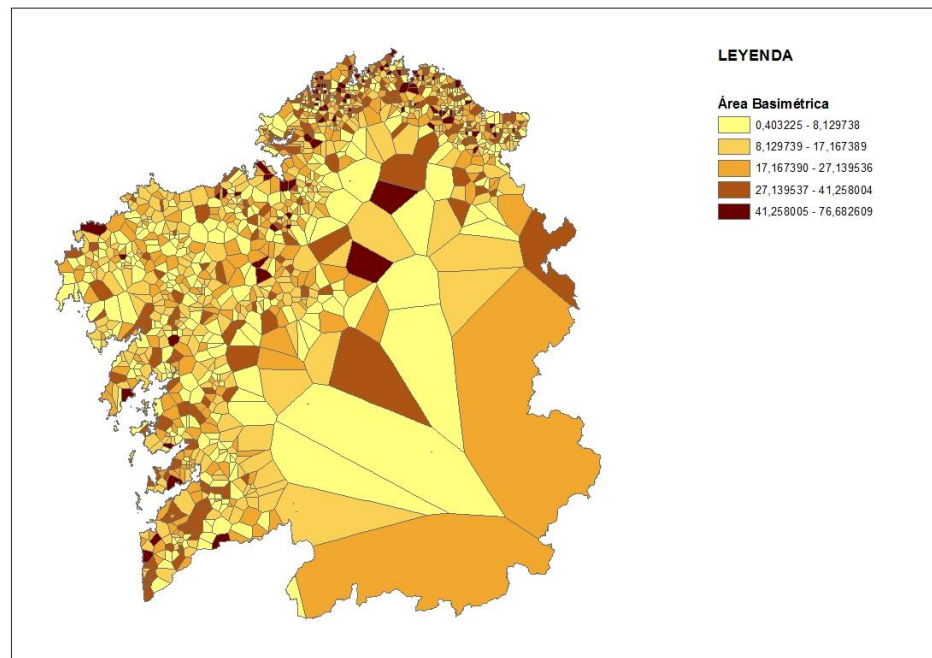 LEYENDA
Área Basimétrica
0,403225 - 8,129738
8,129739 - 17,167389
17,167390 - 27,139536
27,139537 - 41,258004
41,258005 - 76,682609